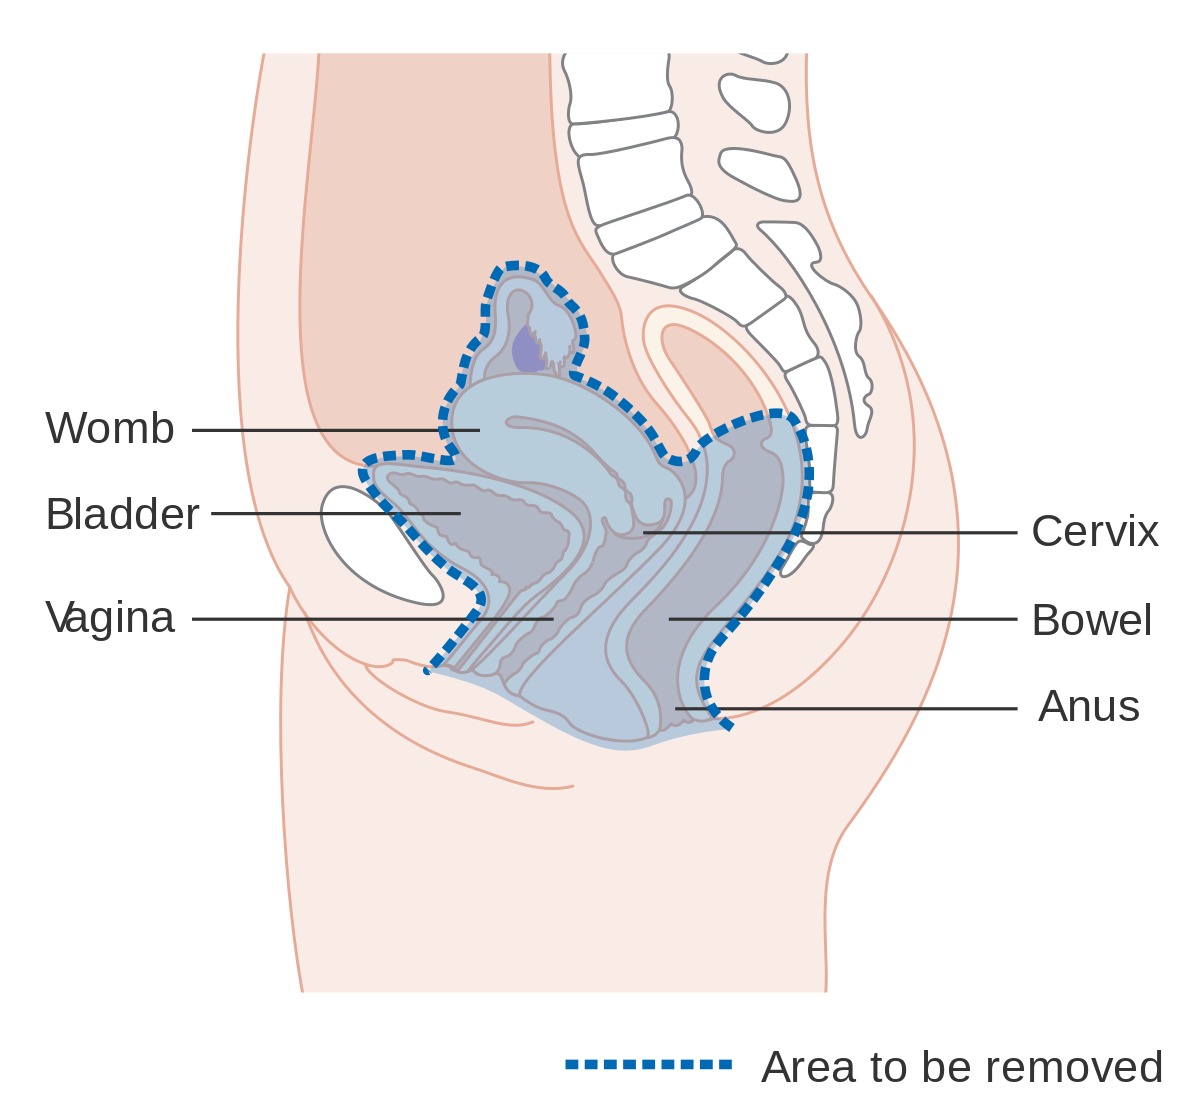 Womb
Bladder
Vagina
Cervix
Bowel
Anus
Area to be removed